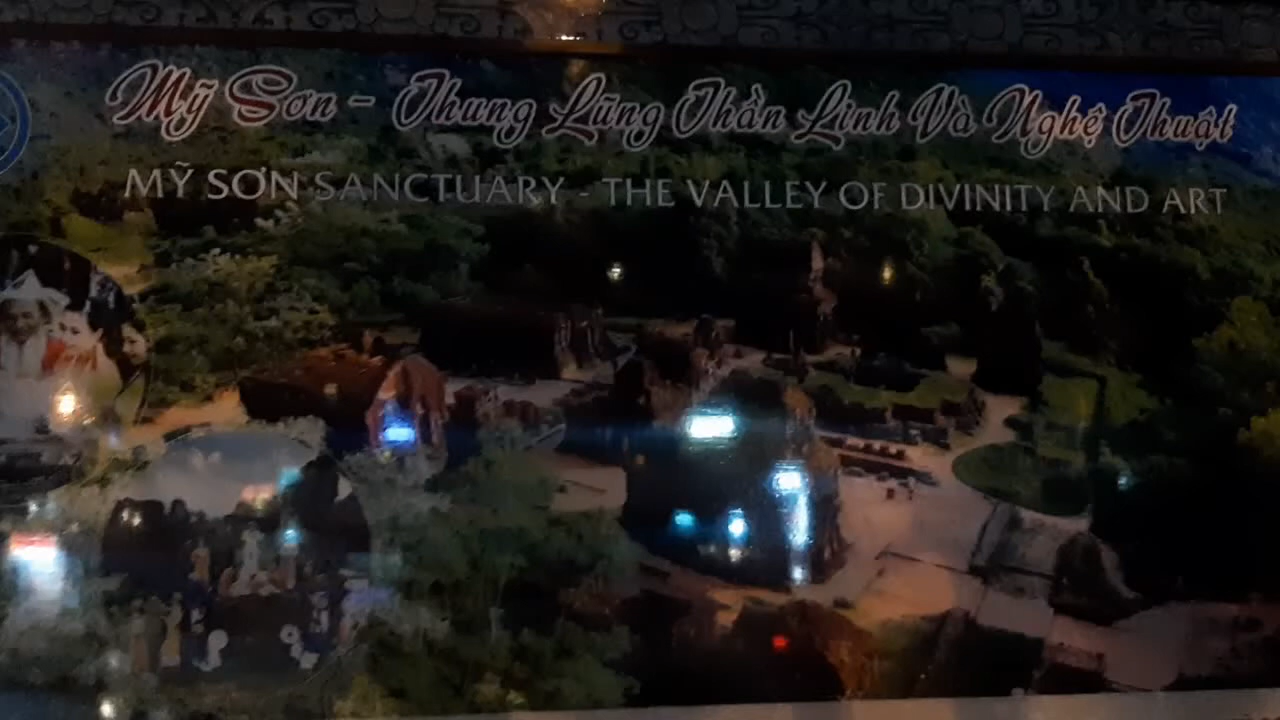 Mỹ Sơn - Thung Lũng Thần Linh Và Nghệ Thuật
MỸ SƠN SANCTUARY - THE VALLEY OF DIVINITY AND ART